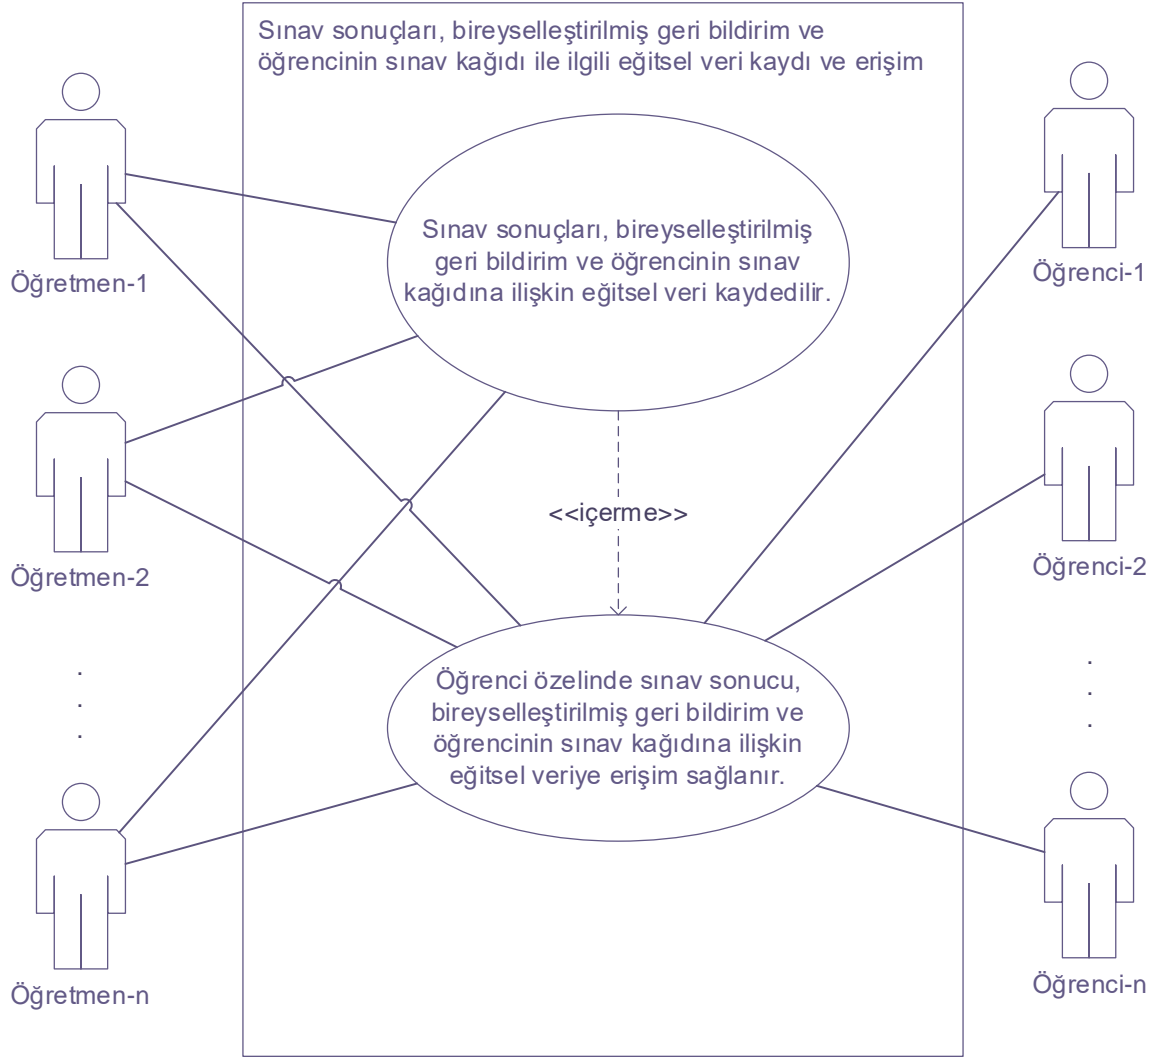 Sınav sonuçları, bireyselleştirilmiş geri bildirim ve
öğrencinin sınav kağıdı ile ilgili eğitsel veri kaydı ve erişim
Sınav sonuçları, bireyselleştirilmiş
geri bildirim ve öğrencinin sınav
kağıdına ilişkin eğitsel veri kaydedilir.
Öğretmen-1
Öğrenci-1
<<içerme>>
Öğretmen-2
Öğrenci-2
.
.
.
.
.
.
Öğrenci özelinde sınav sonucu,
bireyselleştirilmiş geri bildirim ve
öğrencinin sınav kağıdına ilişkin
eğitsel veriye erişim sağlanır.
Öğretmen-n
Öğrenci-n